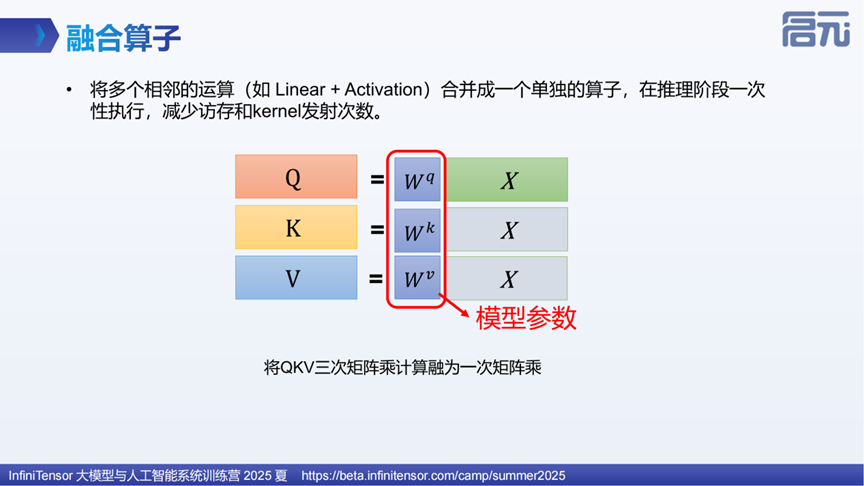 融合算子
启元
• 将多个相邻的运算（如 Linear + Activation）合并成一个单独的算子，在推理阶段一次
性执行，减少访存和kernel发射次数。
Q = W^q X
K = W^k X
V = W^v X
模型参数
将QKV三次矩阵乘计算融为一次矩阵乘
InfiniTensor 大模型与人工智能系统训练营 2025 夏 https://beta.infinitensor.com/camp/summer2025